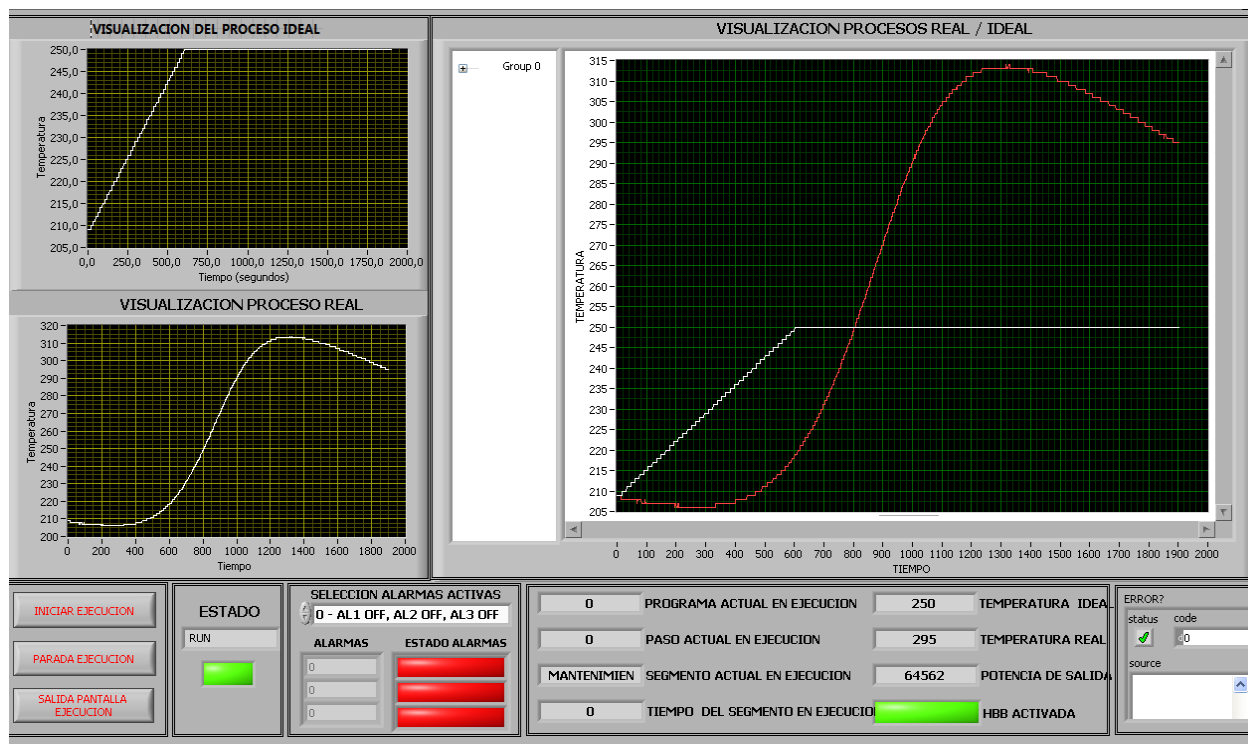 VISUALIZACION DEL PROCESO IDEAL
250,0
245,0
240,0
235,0
230,0
225,0
220,0
215,0
210,0
205,0
Temperatura
0,0 250,0 500,0 750,0 1000,0 1250,0 1500,0 1750,0 2000,0
Tiempo (segundos)
VISUALIZACION PROCESO REAL
320
310
300
290
280
270
260
250
240
230
220
210
200
Temperatura
0 200 400 600 800 1000 1200 1400 1600 1800 2000
Tiempo
VISUALIZACION PROCESOS REAL / IDEAL
Group 0
315
310
305
300
295
290
285
280
275
270
265
260
255
250
245
240
235
230
225
220
215
210
205
TEMPERATURA
0 100 200 300 400 500 600 700 800 900 1000 1100 1200 1300 1400 1500 1600 1700 1800 1900 2000
TIEMPO
INICIAR EJECUCION
PARADA EJECUCION
SALIDA PANTALLA
EJECUCION
ESTADO
RUN
SELECCION ALARMAS ACTIVAS
0 - AL1 OFF, AL2 OFF, AL3 OFF
ALARMAS ESTADO ALARMAS
0
0
0
0 PROGRAMA ACTUAL EN EJECUCION
0 PASO ACTUAL EN EJECUCION
MANTENIMIEN SEGMENTO ACTUAL EN EJECUCION
0 TIEMPO DEL SEGMENTO EN EJECUCIO
250 TEMPERATURA IDEAL
295 TEMPERATURA REAL
64562 POTENCIA DE SALIDA
HBB ACTIVADA
ERROR?
status code
d0
source